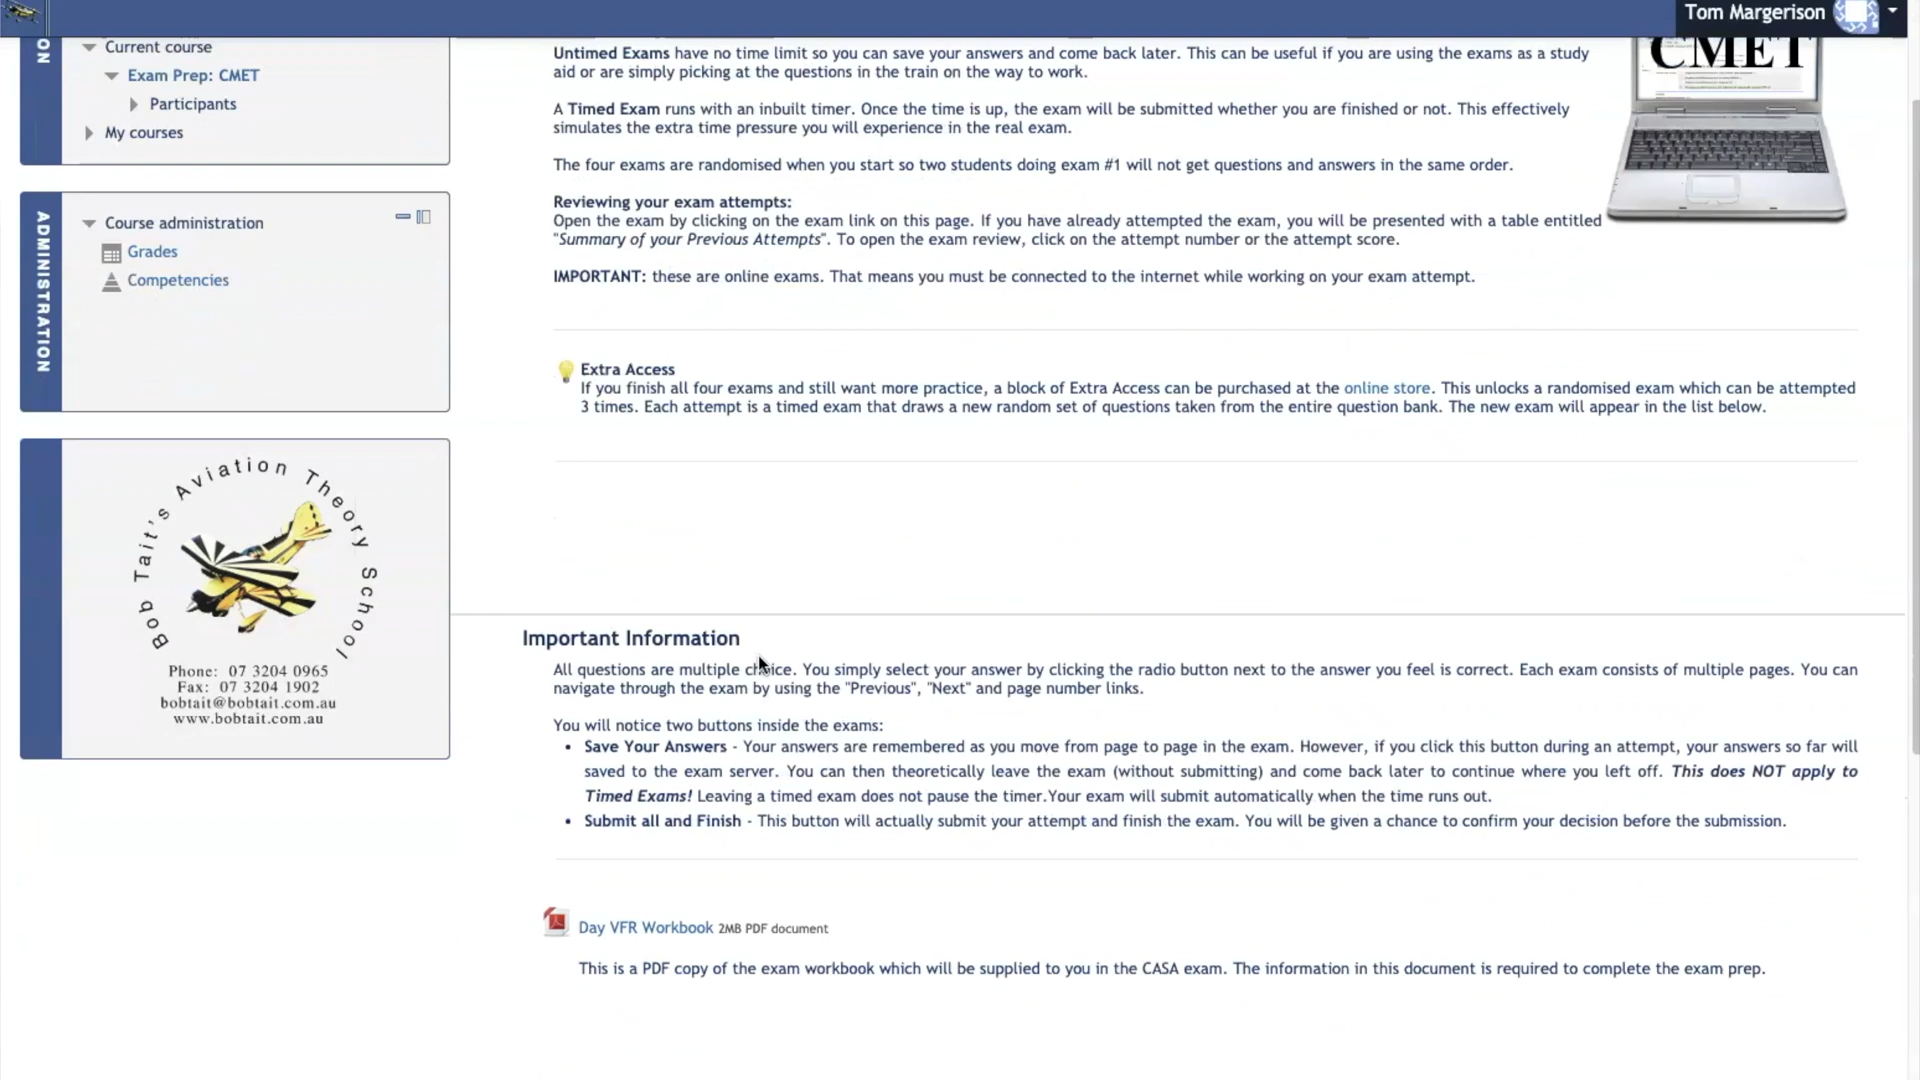 Tom Margerison
ON
Current course
Exam Prep: CMET
Participants
My courses
ADMINISTRATION
Course administration
Grades
Competencies
Bob Tait's Aviation Theory School
Phone: 07 3204 0965
Fax: 07 3204 1902
bobtait@bobtait.com.au
www.bobtait.com.au
CMET
Untimed Exams have no time limit so you can save your answers and come back later. This can be useful if you are using the exams as a study
aid or are simply picking at the questions in the train on the way to work.
A Timed Exam runs with an inbuilt timer. Once the time is up, the exam will be submitted whether you are finished or not. This effectively
simulates the extra time pressure you will experience in the real exam.
The four exams are randomised when you start so two students doing exam #1 will not get questions and answers in the same order.
Reviewing your exam attempts:
Open the exam by clicking on the exam link on this page. If you have already attempted the exam, you will be presented with a table entitled
"Summary of your Previous Attempts". To open the exam review, click on the attempt number or the attempt score.
IMPORTANT: these are online exams. That means you must be connected to the internet while working on your exam attempt.
Extra Access
If you finish all four exams and still want more practice, a block of Extra Access can be purchased at the online store. This unlocks a randomised exam which can be attempted
3 times. Each attempt is a timed exam that draws a new random set of questions taken from the entire question bank. The new exam will appear in the list below.
Important Information
All questions are multiple choice. You simply select your answer by clicking the radio button next to the answer you feel is correct. Each exam consists of multiple pages. You can
navigate through the exam by using the "Previous", "Next" and page number links.
You will notice two buttons inside the exams:
• Save Your Answers - Your answers are remembered as you move from page to page in the exam. However, if you click this button during an attempt, your answers so far will
saved to the exam server. You can then theoretically leave the exam (without submitting) and come back later to continue where you left off. This does NOT apply to
Timed Exams! Leaving a timed exam does not pause the timer.Your exam will submit automatically when the time runs out.
• Submit all and Finish - This button will actually submit your attempt and finish the exam. You will be given a chance to confirm your decision before the submission.
Day VFR Workbook 2MB PDF document
This is a PDF copy of the exam workbook which will be supplied to you in the CASA exam. The information in this document is required to complete the exam prep.